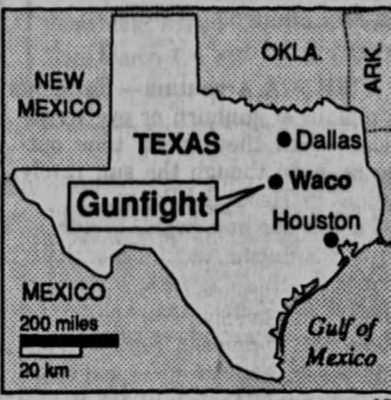 OKLA.
ARK.
NEW
MEXICO
TEXAS
Dallas
Waco
Gunfight
Houston
MEXICO
200 miles
20 km
Gulf of
Mexico